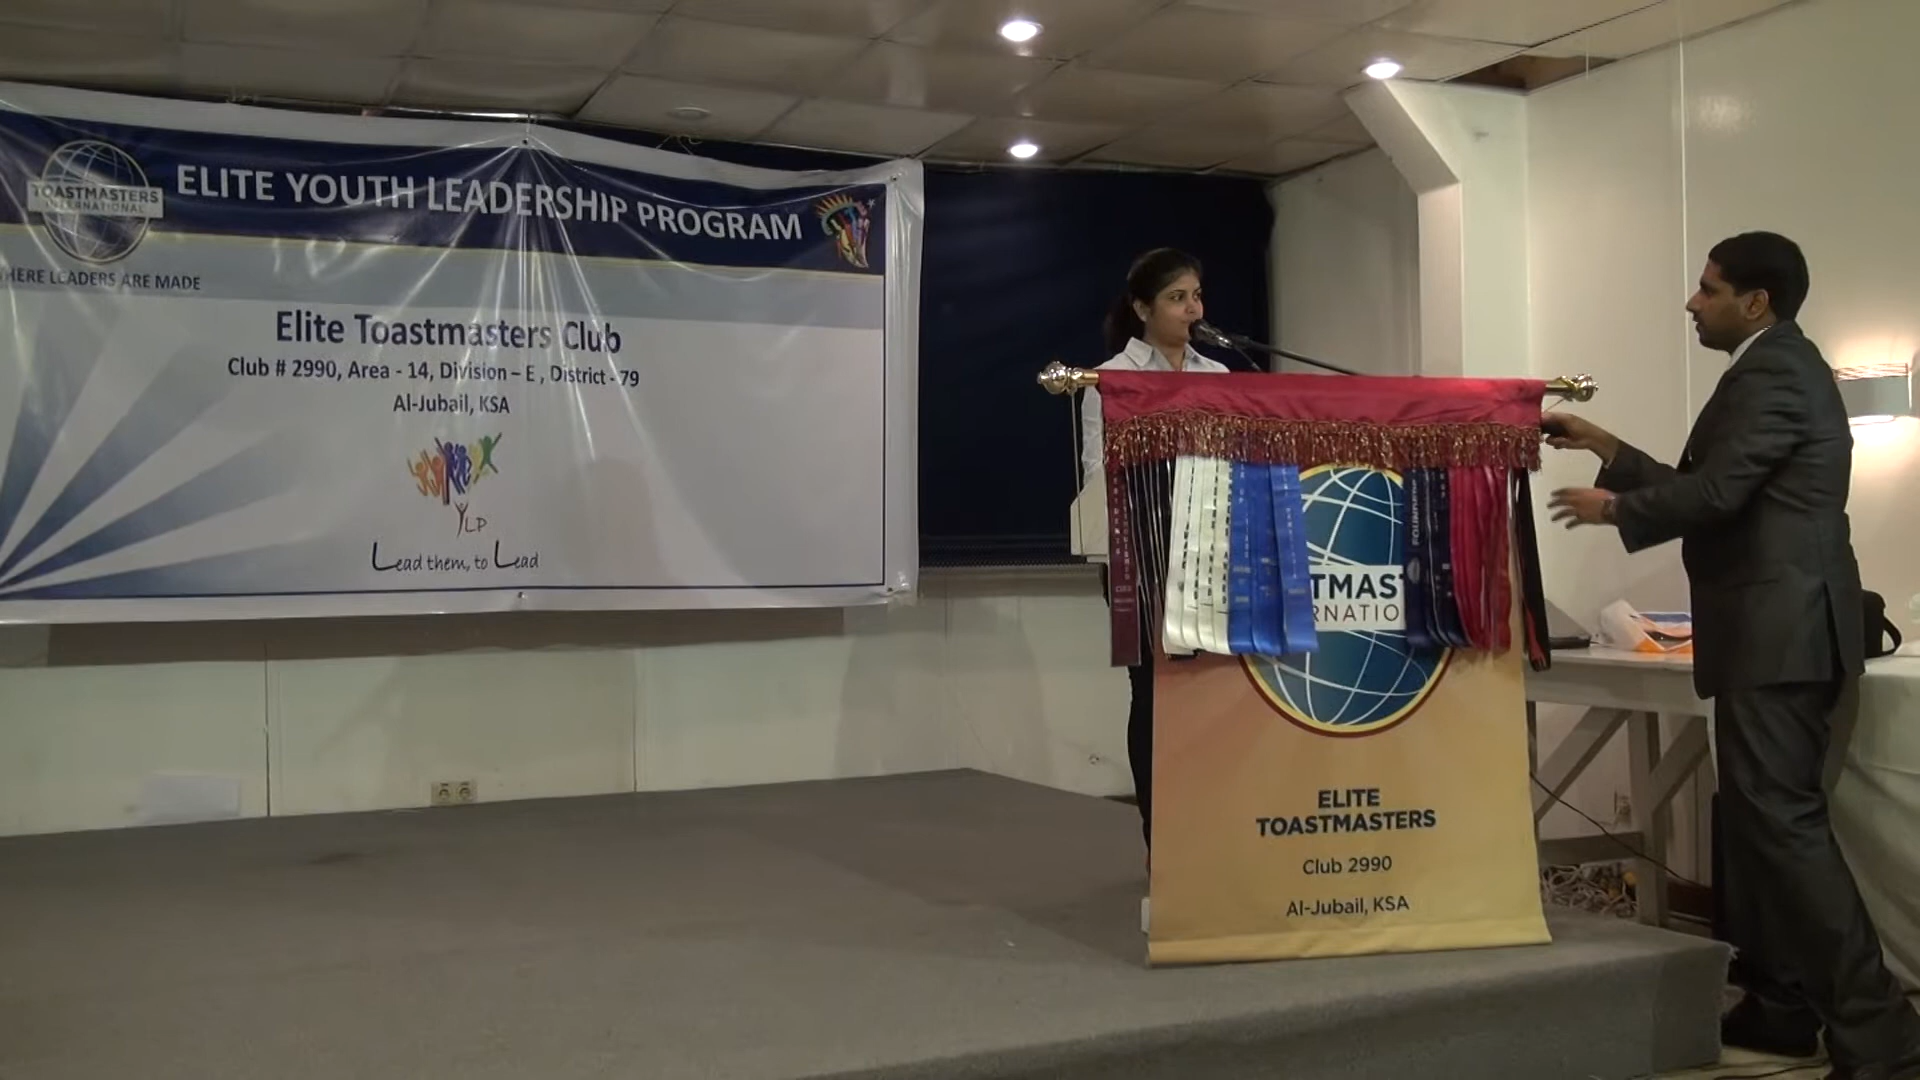 TOASTMASTERS
INTERNATIONAL
ELITE YOUTH LEADERSHIP PROGRAM
WHERE LEADERS ARE MADE
Elite Toastmasters Club
Club # 2990, Area - 14, Division – E , District - 79
Al-Jubail, KSA
YLP
Lead them, to Lead
TMAST
RNATIO
ELITE
TOASTMASTERS
Club 2990
Al-Jubail, KSA